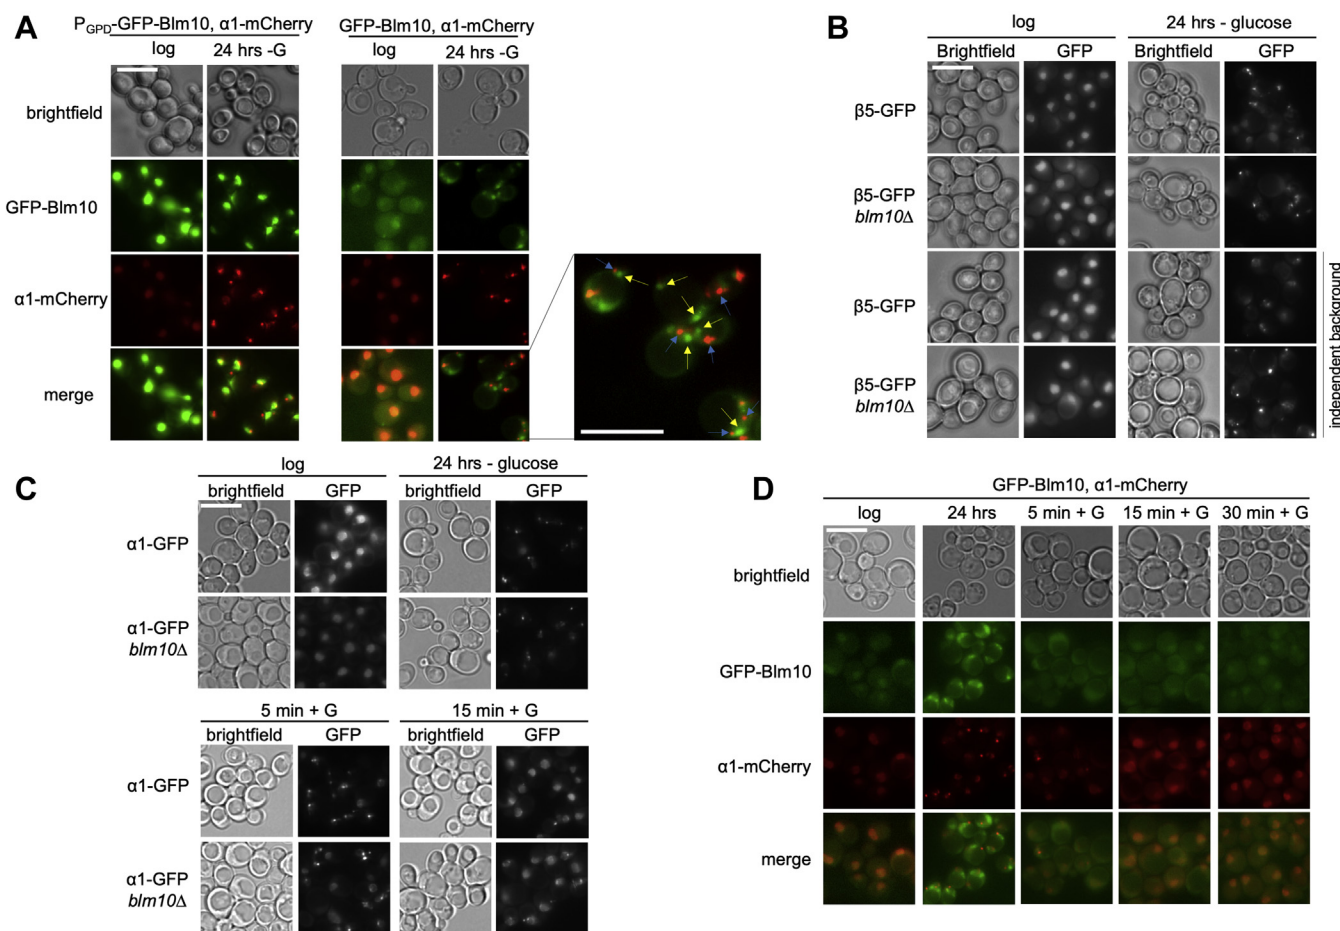 A
P_GPD-GFP-Blm10, α1-mCherry
GFP-Blm10, α1-mCherry
log
24 hrs -G
log
24 hrs -G
brightfield
GFP-Blm10
α1-mCherry
merge
B
log
24 hrs - glucose
Brightfield
GFP
Brightfield
GFP
β5-GFP
β5-GFP
blm10Δ
β5-GFP
β5-GFP
blm10Δ
independent background
C
log
24 hrs - glucose
brightfield
GFP
brightfield
GFP
α1-GFP
α1-GFP
blm10Δ
5 min + G
15 min + G
brightfield
GFP
brightfield
GFP
α1-GFP
α1-GFP
blm10Δ
D
GFP-Blm10, α1-mCherry
log
24 hrs
5 min + G
15 min + G
30 min + G
brightfield
GFP-Blm10
α1-mCherry
merge